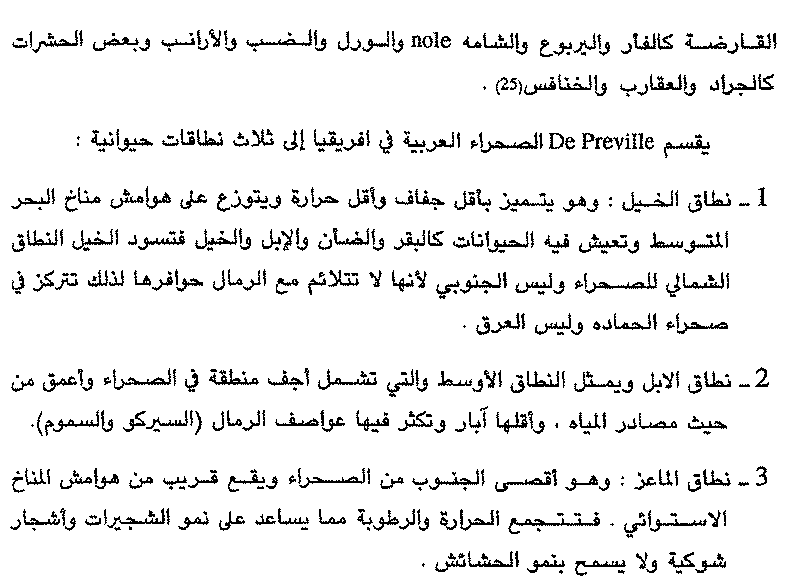 القارضة كالفأر واليربوع والشامه nole والورل والضب والأرانب وبعض الحشرات
كالجراد والعقارب والخنافس(25) .
يقسم De Preville الصحراء العربية في افريقيا إلى ثلاث نطاقات حيوانية :
1 ـ نطاق الخيل : وهو يتميز بأقل جفاف وأقل حرارة ويتوزع على هوامش مناخ البحر
المتوسط وتعيش فيه الحيوانات كالبقر والضأن والإبل والخيل فتسود الخيل النطاق
الشمالي للصحراء وليس الجنوبي لأنها لا تتلائم مع الرمال حوافرها لذلك تتركز في
صحراء الحماده وليس العرق .
2 ـ نطاق الابل ويمثل النطاق الأوسط والتي تشمل أجف منطقة في الصحراء وأعمق من
حيث مصادر المياه ، وأقلها آبار وتكثر فيها عواصف الرمال (السيركو والسموم).
3 ـ نطاق الماعز : وهو أقصى الجنوب من الصحراء ويقع قريب من هوامش المناخ
الاستوائي . فتتجمع الحرارة والرطوبة مما يساعد على نمو الشجيرات وأشجار
شوكية ولا يسمح بنمو الحشائش .